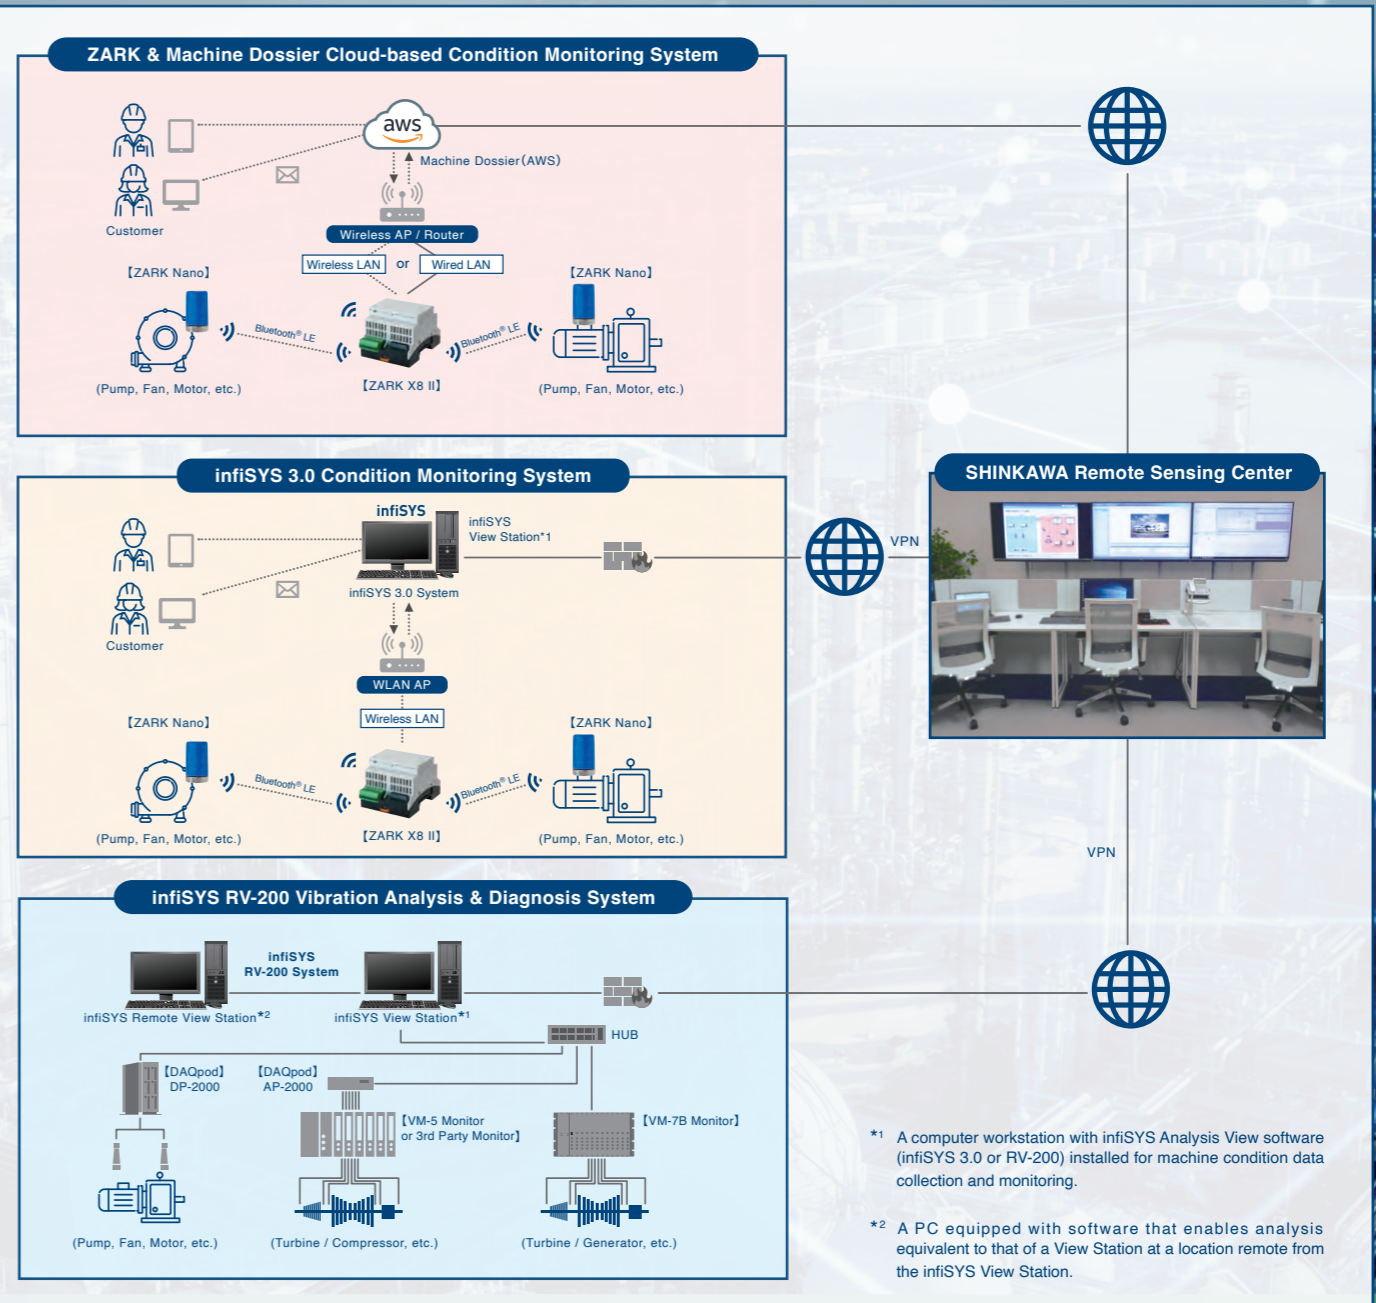 ZARK & Machine Dossier Cloud-based Condition Monitoring System
aws
Machine Dossier(AWS)
Customer
Wireless AP / Router
Wireless LAN or Wired LAN
【ZARK Nano】
【ZARK Nano】
Bluetooth® LE
Bluetooth® LE
(Pump, Fan, Motor, etc.)
【ZARK X8 II】
(Pump, Fan, Motor, etc.)
infiSYS 3.0 Condition Monitoring System
infiSYS
infiSYS
View Station*1
infiSYS 3.0 System
Customer
WLAN AP
Wireless LAN
【ZARK Nano】
【ZARK Nano】
Bluetooth® LE
Bluetooth® LE
(Pump, Fan, Motor, etc.)
【ZARK X8 II】
(Pump, Fan, Motor, etc.)
VPN
SHINKAWA Remote Sensing Center
VPN
infiSYS RV-200 Vibration Analysis & Diagnosis System
infiSYS
RV-200 System
infiSYS Remote View Station*2
infiSYS View Station*1
HUB
【DAQpod】
DP-2000
【DAQpod】
AP-2000
【VM-5 Monitor
or 3rd Party Monitor】
【VM-7B Monitor】
(Pump, Fan, Motor, etc.)
(Turbine / Compressor, etc.)
(Turbine / Generator, etc.)
*1 A computer workstation with infiSYS Analysis View software
(infiSYS 3.0 or RV-200) installed for machine condition data
collection and monitoring.
*2 A PC equipped with software that enables analysis
equivalent to that of a View Station at a location remote from
the infiSYS View Station.